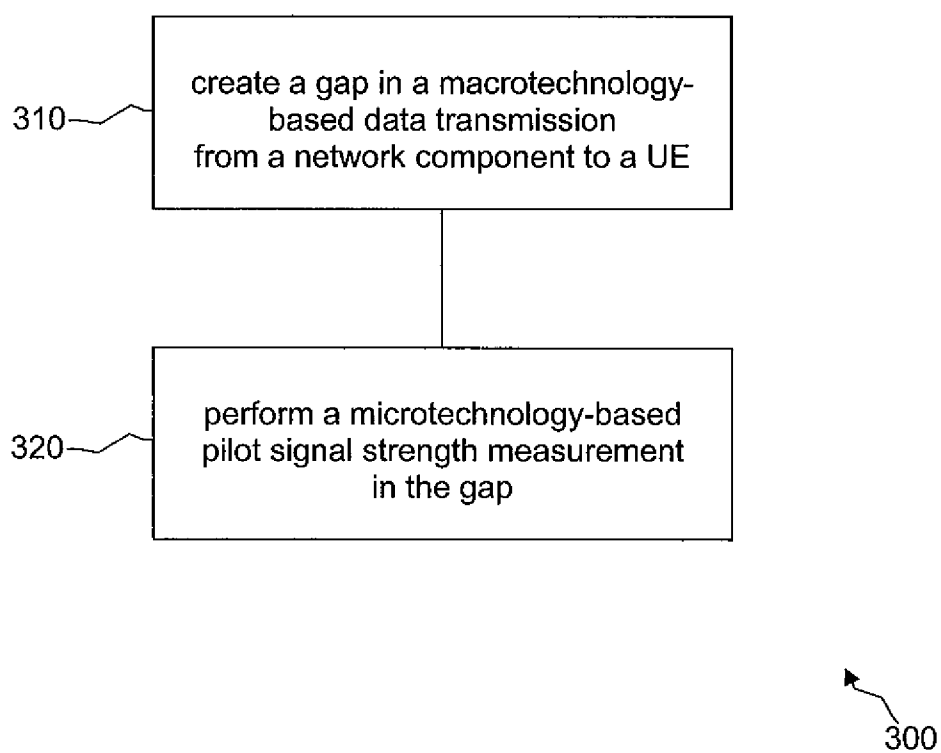 create a gap in a macrotechnology-
based data transmission
from a network component to a UE
310
perform a microtechnology-based
pilot signal strength measurement
in the gap
320
300